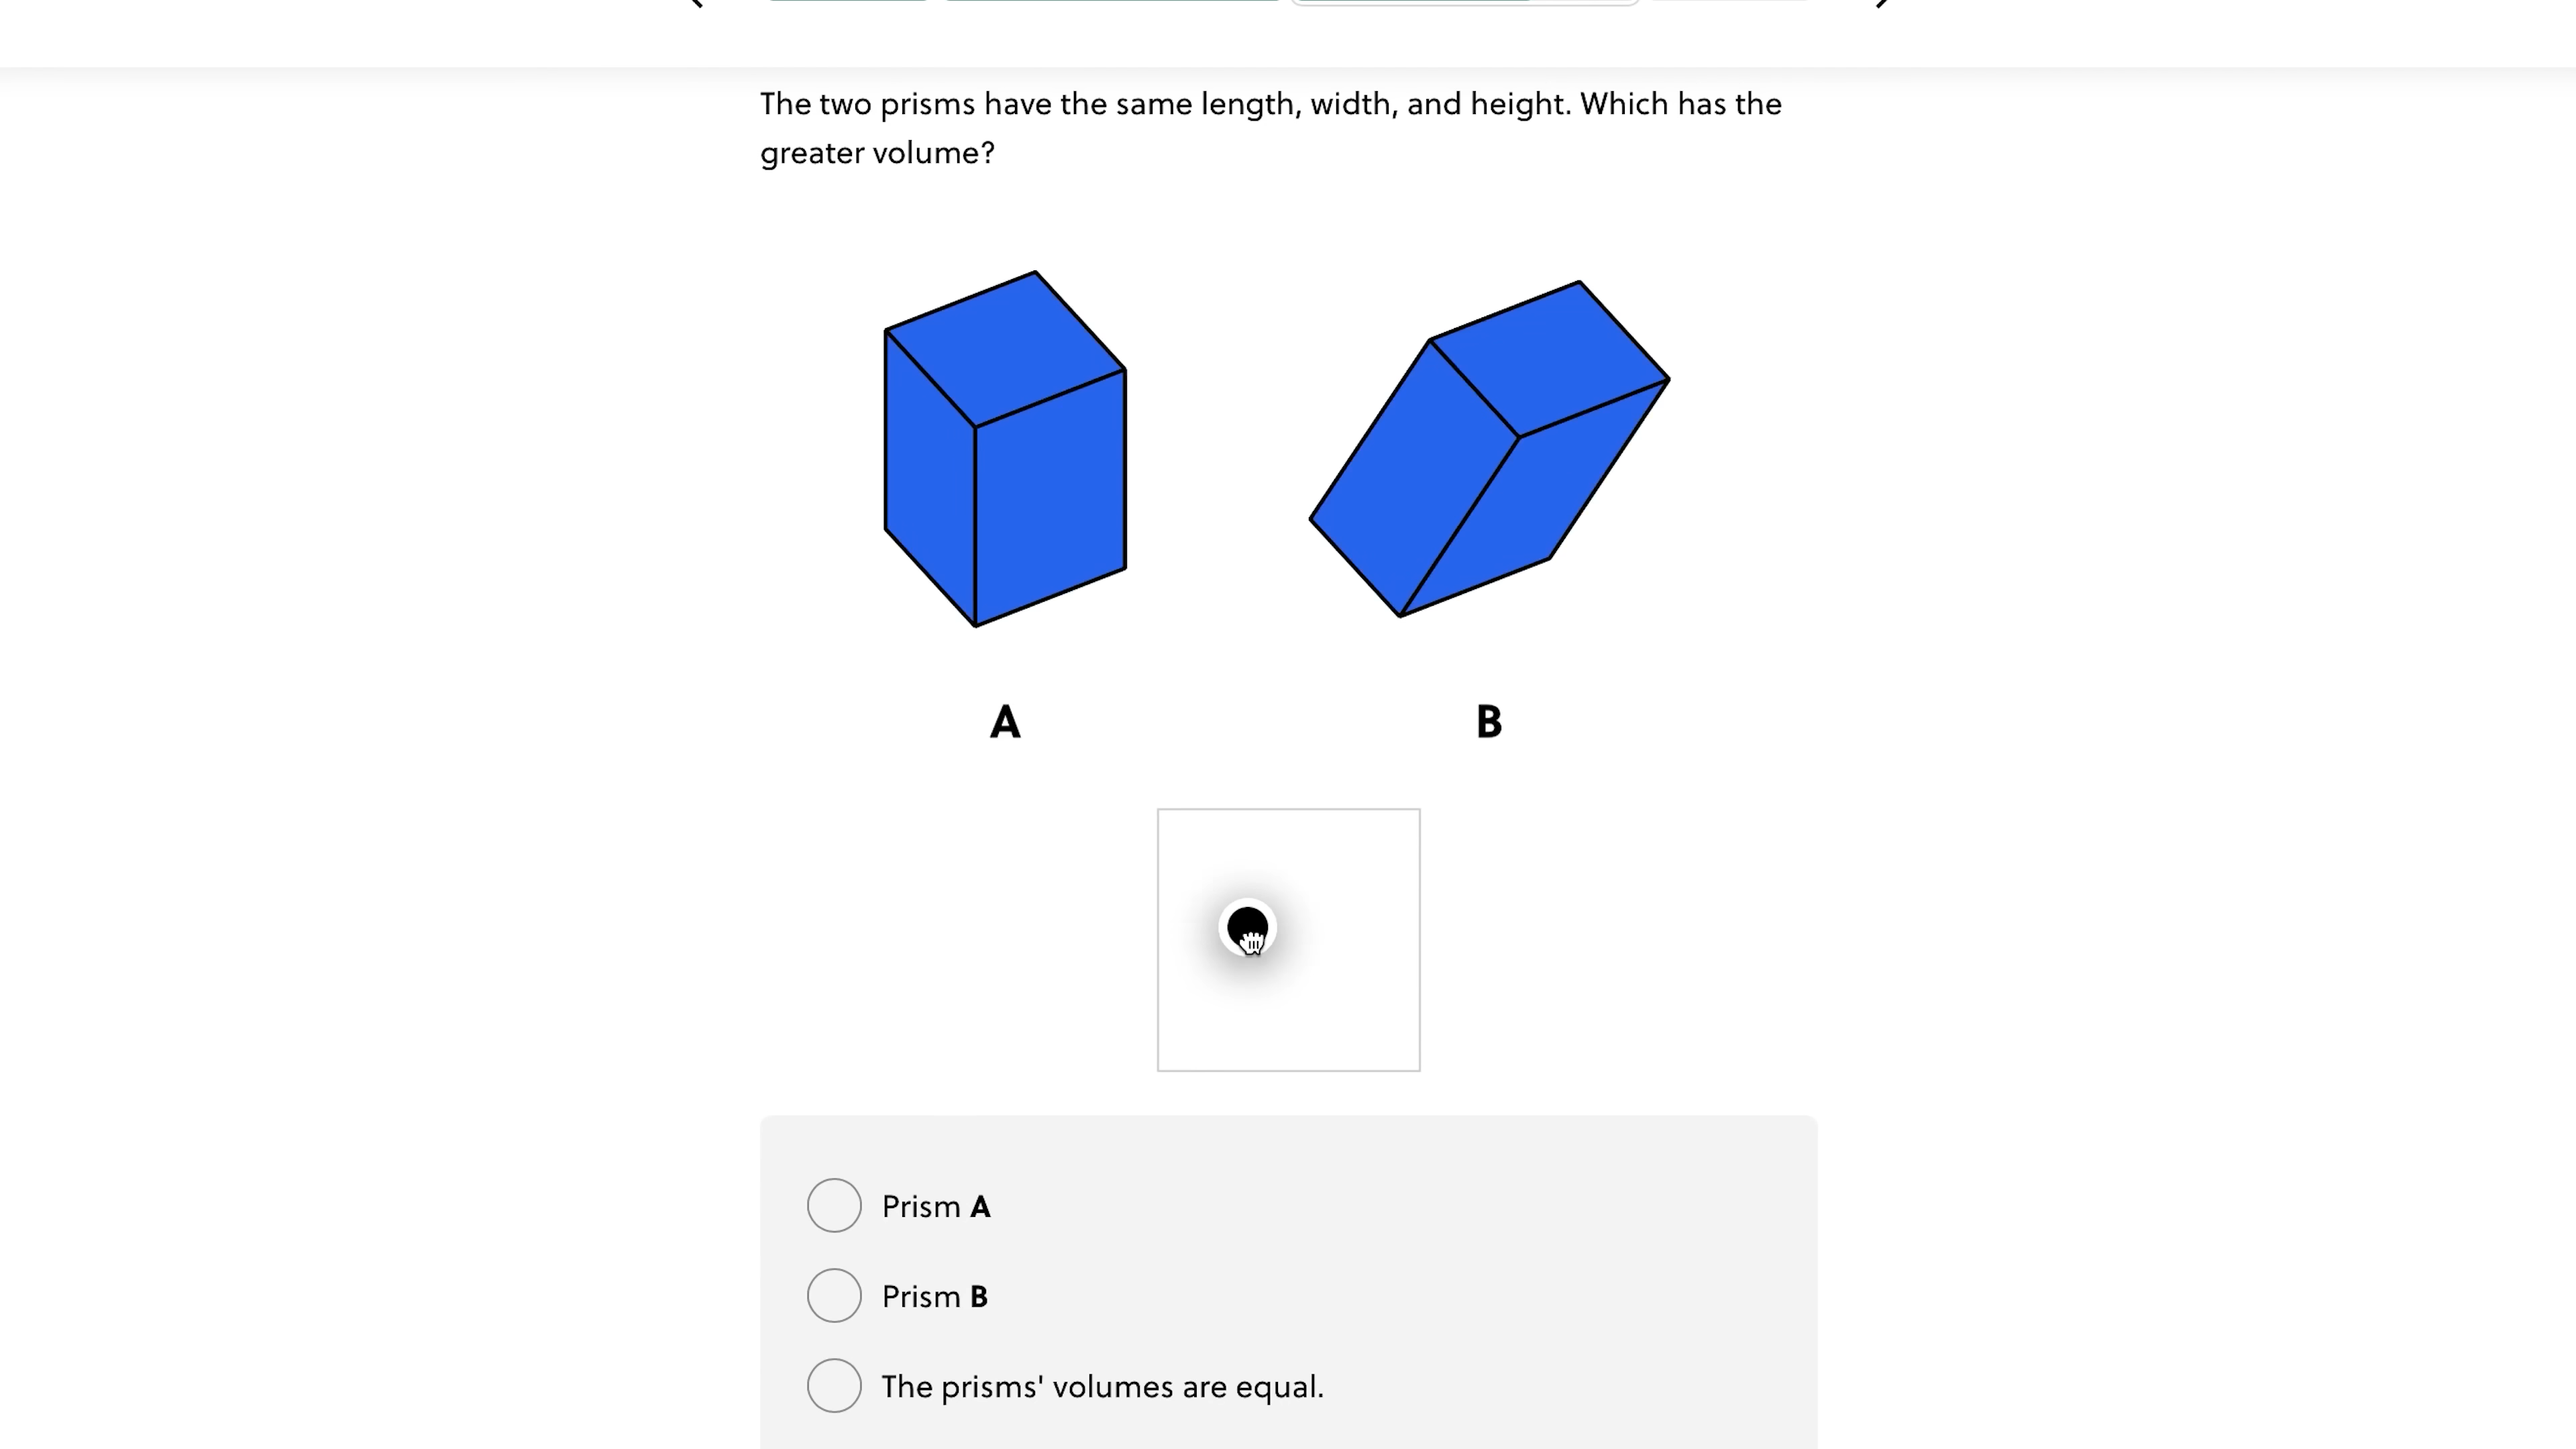 The two prisms have the same length, width, and height. Which has the
greater volume?
A
B
Prism A
Prism B
The prisms' volumes are equal.